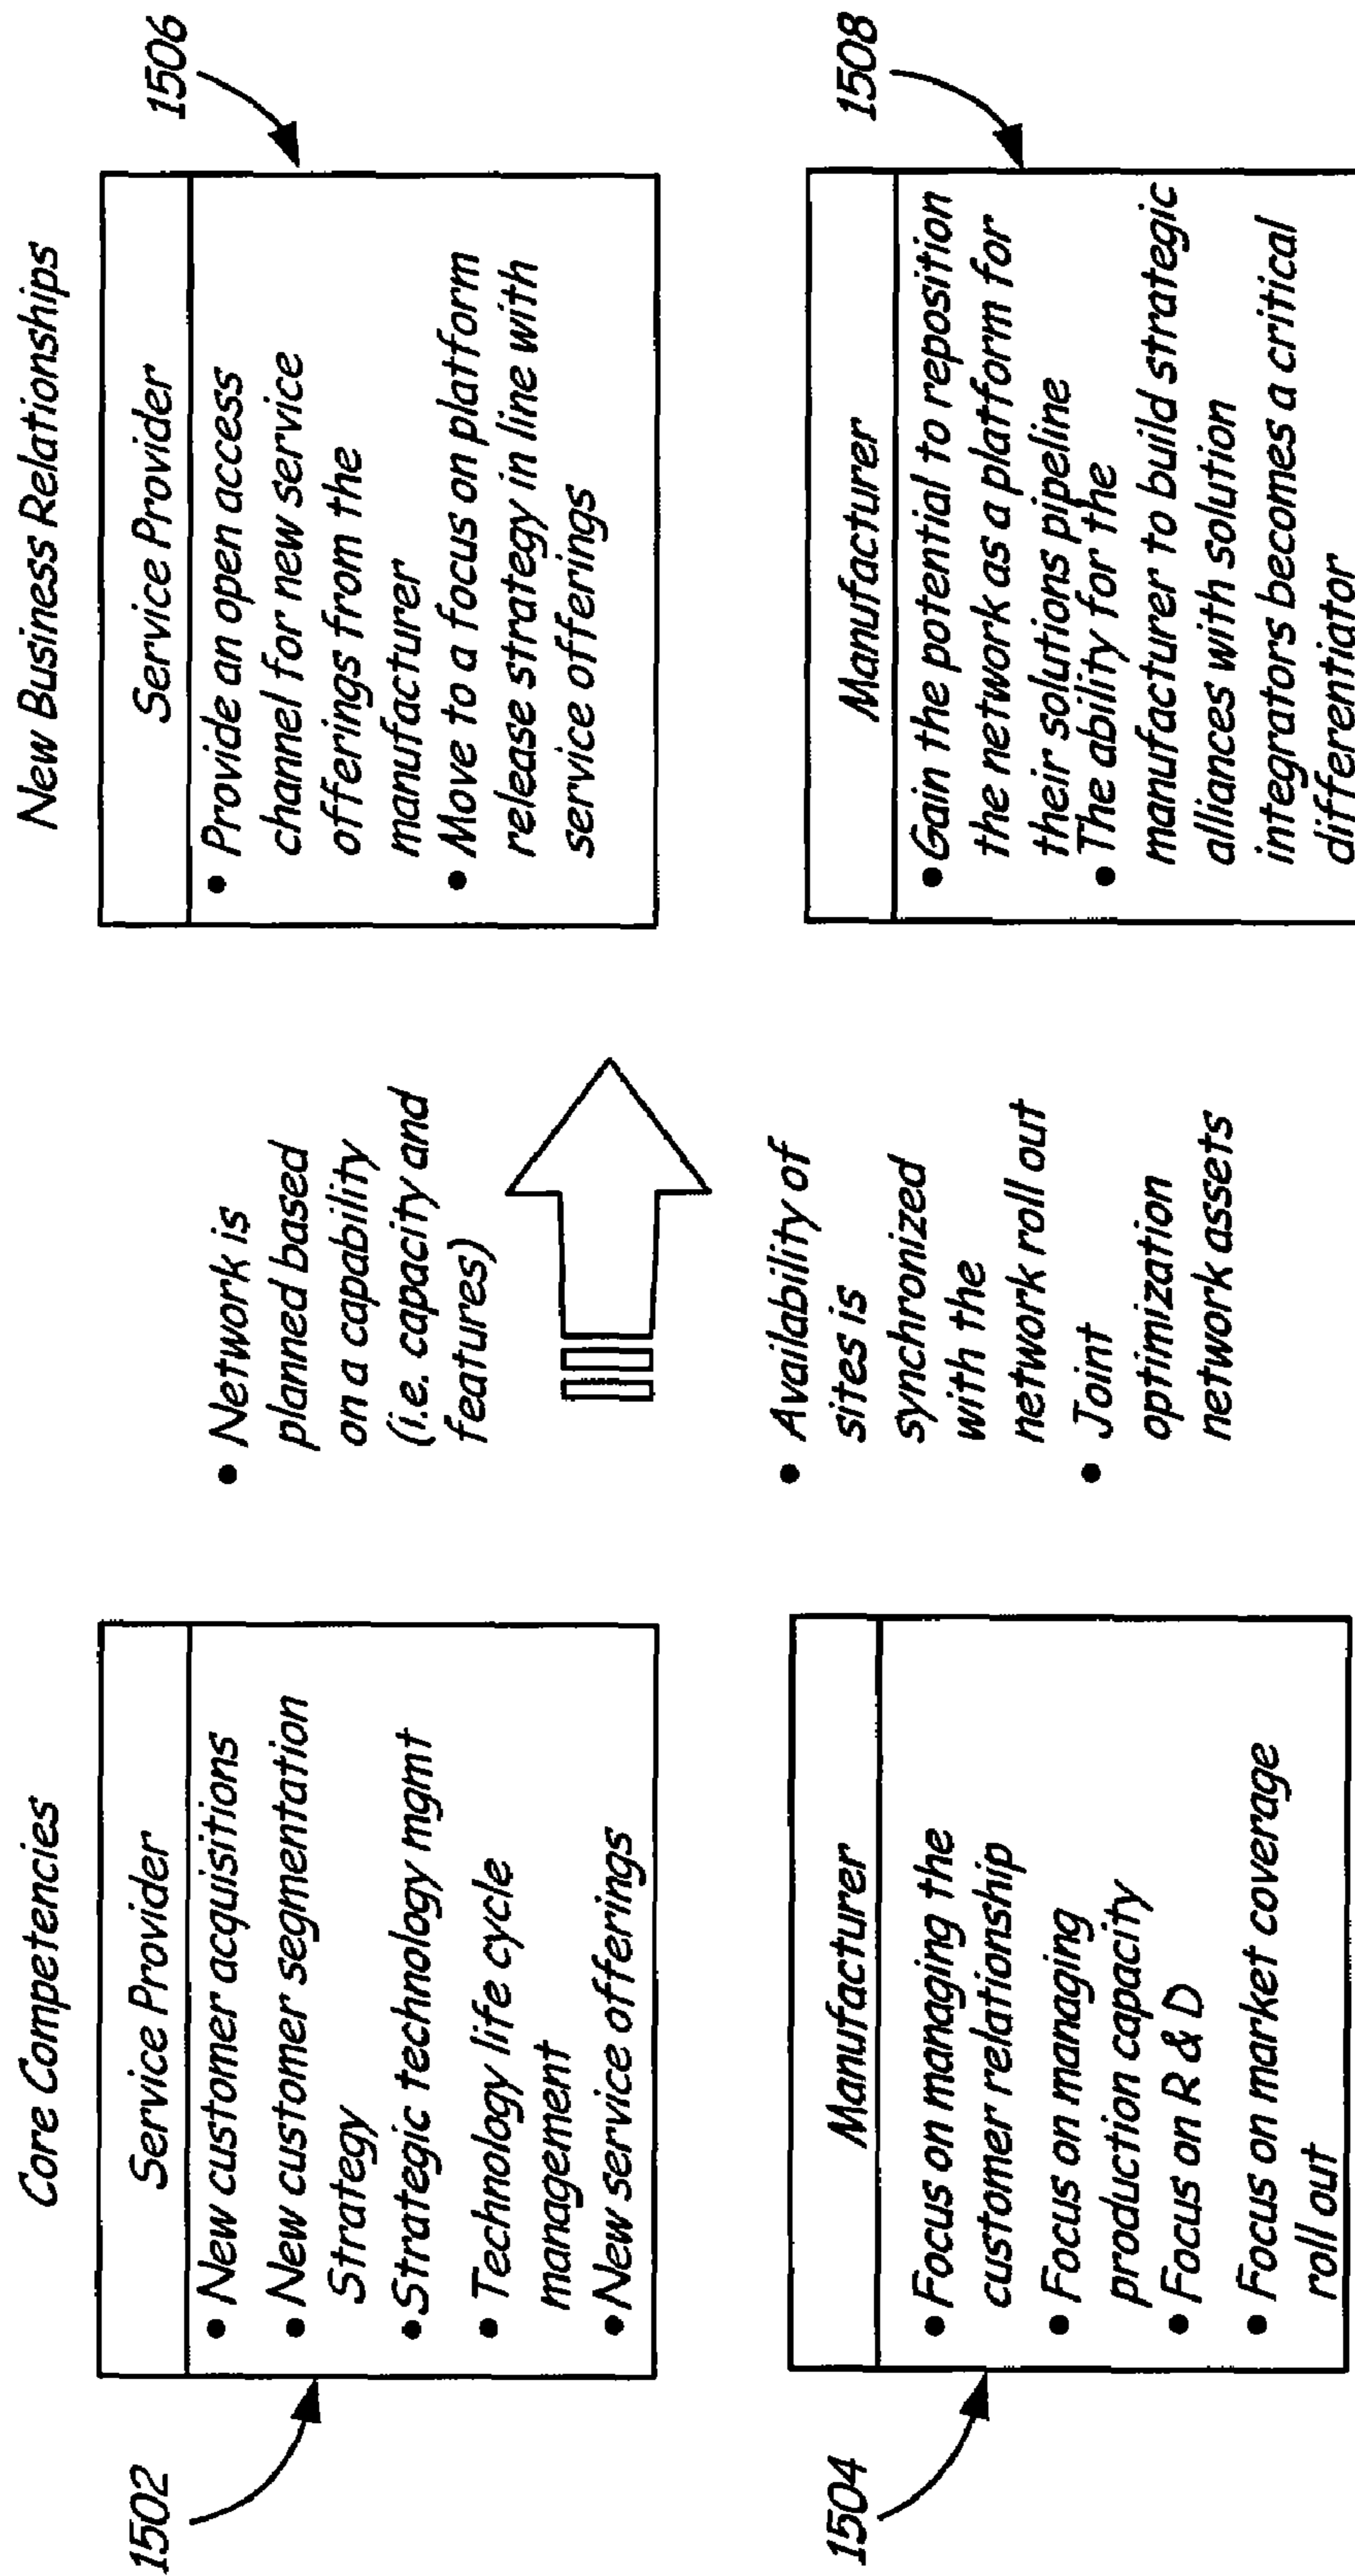 Core Competencies
1502
Service Provider
• New customer acquisitions
• New customer segmentation
Strategy
• Strategic technology mgmt
• Technology life cycle
management
• New service offerings
1504
Manufacturer
• Focus on managing the
customer relationship
• Focus on managing
production capacity
• Focus on R & D
• Focus on market coverage
roll out
• Network is
planned based
on a capability
(i.e. capacity and
features)
• Availability of
sites is
synchronized
with the
network roll out
• Joint
optimization
network assets
New Business Relationships
1506
Service Provider
• Provide an open access
channel for new service
offerings from the
manufacturer
• Move to a focus on platform
release strategy in line with
service offerings
1508
Manufacturer
• Gain the potential to reposition
the network as a platform for
their solutions pipeline
• The ability for the
manufacturer to build strategic
alliances with solution
integrators becomes a critical
differentiator